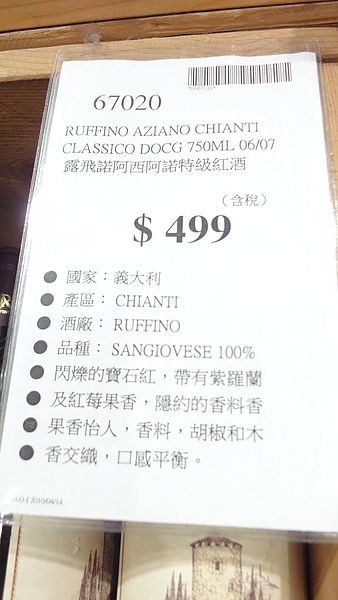 *0067020*
67020
RUFFINO AZIANO CHIANTI
CLASSICO DOCG 750ML 06/07
露飛諾阿西阿諾特級紅酒
（含稅）
$ 499
● 國家：義大利
● 產區： CHIANTI
● 酒廠： RUFFINO
● 品種： SANGIOVESE 100%
● 閃爍的寶石紅，帶有紫羅蘭
● 及紅莓果香，隱約的香料香
● 果香怡人，香料，胡椒和木
● 香交織，口感平衡。
2010/04/14